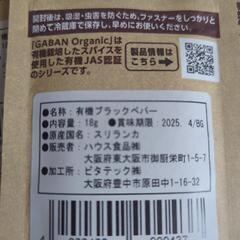 開封後は、吸湿・虫害を防ぐため、ファスナーをしっかりと
閉めて冷蔵庫で保存し、早めにお使いください。
「GABAN Organic」は
有機栽培したスパイスを
使用した有機JAS認証
のシリーズです。
製品情報は
こちら
●名称:有機ブラックペパー
●内容量:18g ●賞味期限:2025. 4/BG
●原産国名:スリランカ
●販売者:ハウス食品㈱
大阪府東大阪市御厨栄町1-5-7
●加工所:ビタテック㈱
大阪府豊中市原田中1-16-32